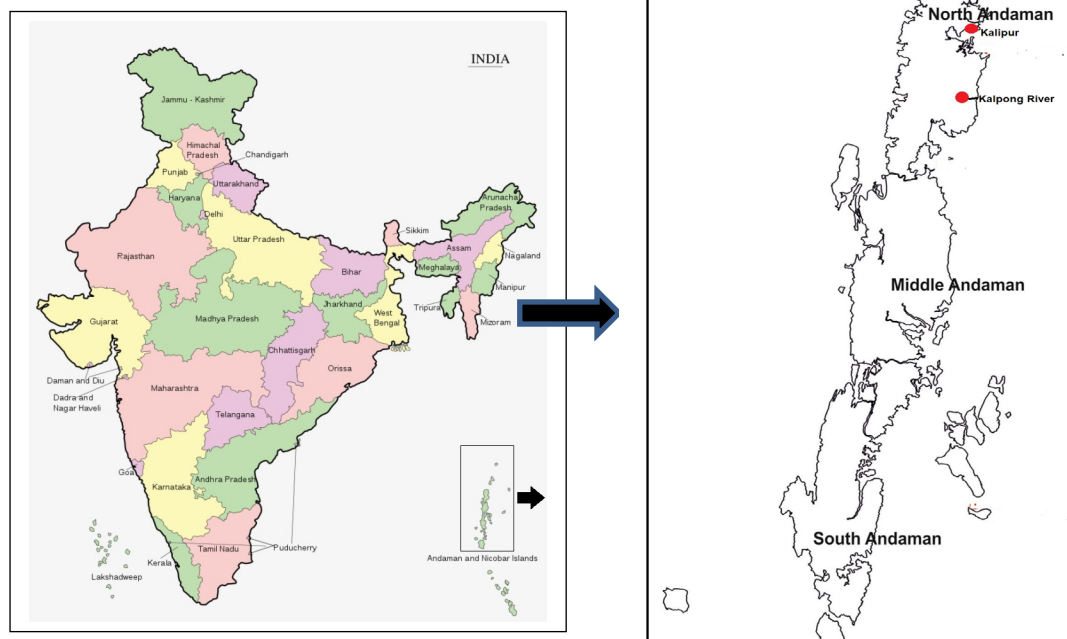 INDIA
Jammu - Kashmir
Himachal
Pradesh
Chandigarh
Punjab
Uttarakhand
Haryana
Delhi
Arunachal
Pradesh
Sikkim
Rajasthan
Uttar Pradesh
Assam
Nagaland
Bihar
Meghalaya
Manipur
Tripura
Jharkhand
West
Bengal
Mizoram
Gujarat
Madhya Pradesh
Chhattisgarh
Orissa
Daman and Diu
Dadra and
Nagar Haveli
Maharashtra
Telangana
Goa
Andhra Pradesh
Karnataka
Puducherry
Tamil Nadu
Kerala
Lakshadweep
Andaman and Nicobar Islands
North Andaman
Kalipur
Kalpong River
Middle Andaman
South Andaman